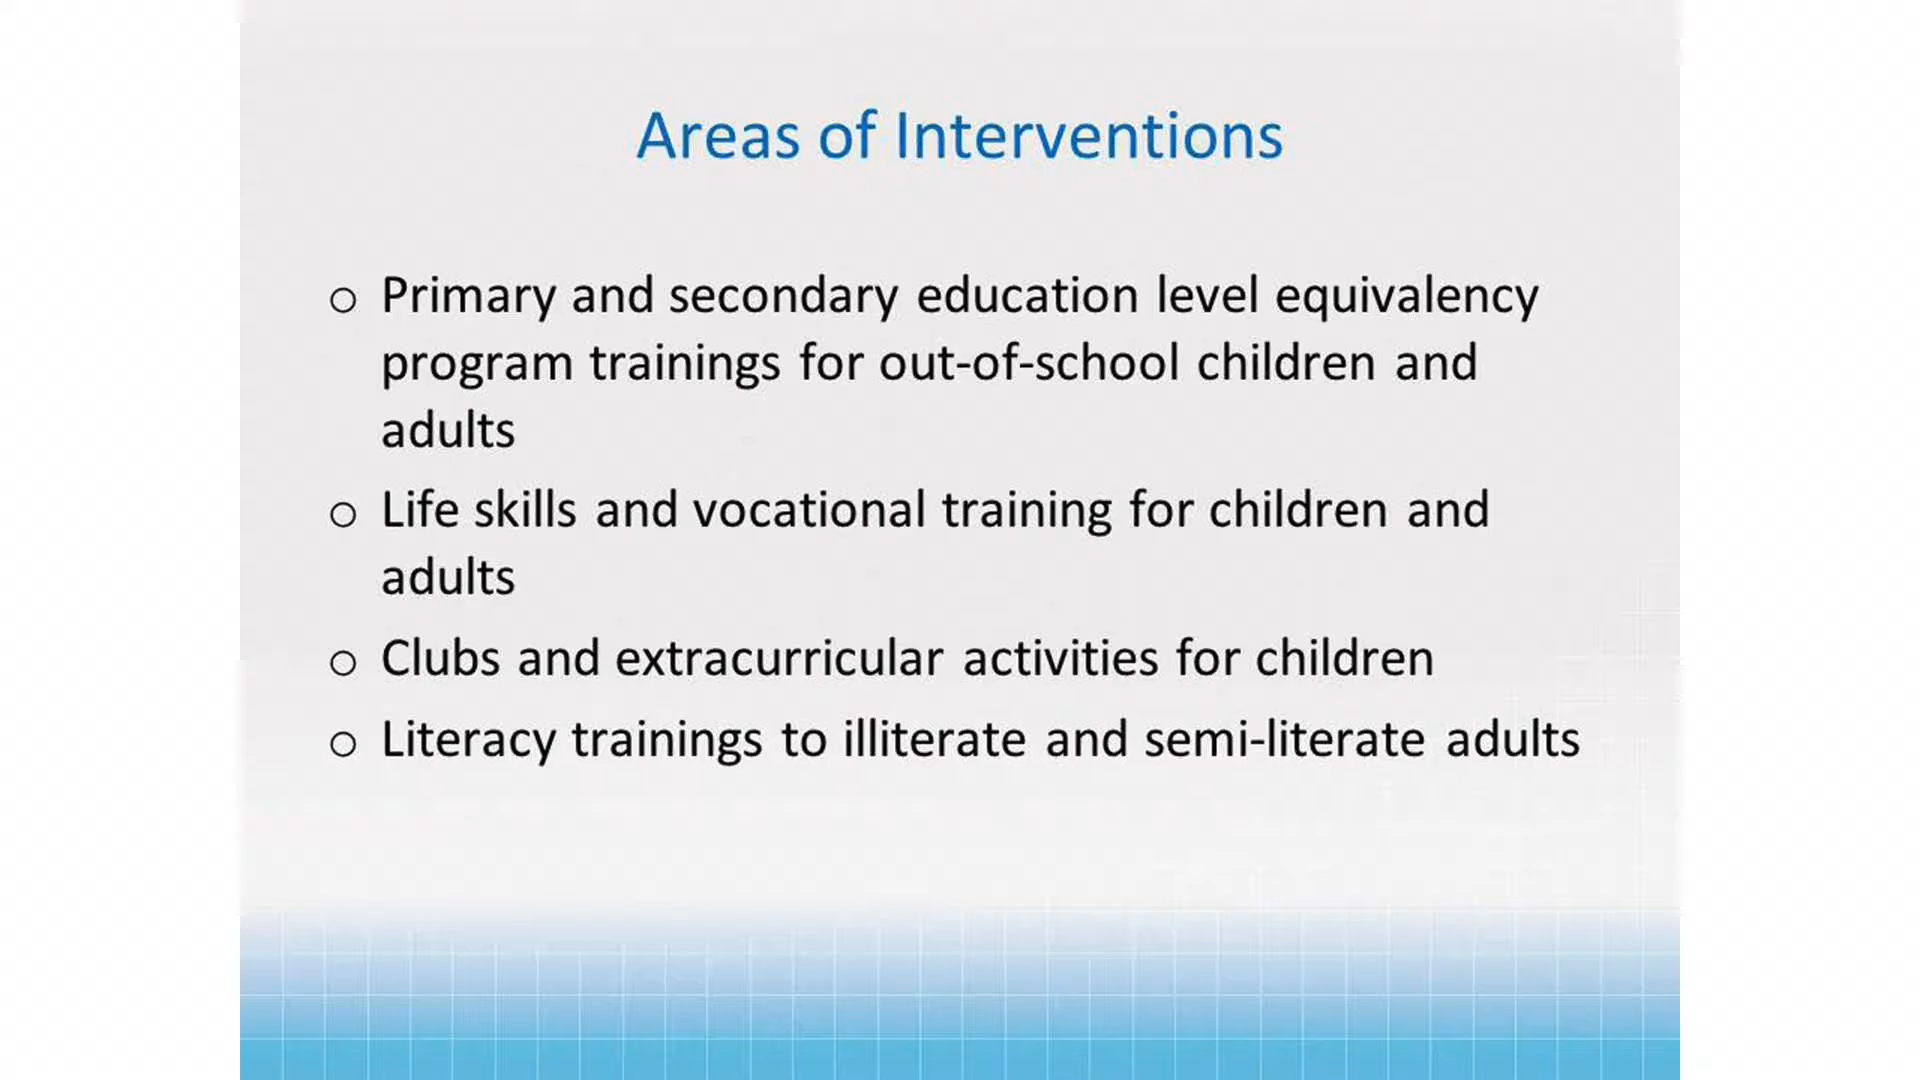 Areas of Interventions
o Primary and secondary education level equivalency
program trainings for out-of-school children and
adults
o Life skills and vocational training for children and
adults
o Clubs and extracurricular activities for children
o Literacy trainings to illiterate and semi-literate adults